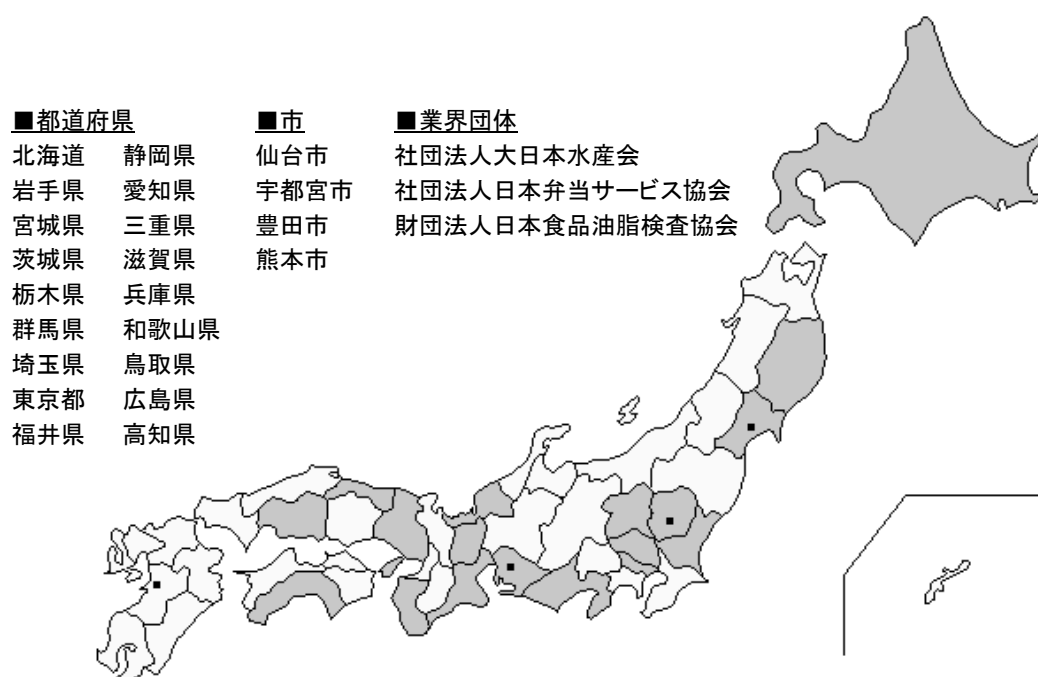 ■都道府県 ■市 ■業界団体
北海道 静岡県 仙台市 社団法人大日本水産会
岩手県 愛知県 宇都宮市 社団法人日本弁当サービス協会
宮城県 三重県 豊田市 財団法人日本食品油脂検査協会
茨城県 滋賀県 熊本市
栃木県 兵庫県
群馬県 和歌山県
埼玉県 鳥取県
東京都 広島県
福井県 高知県